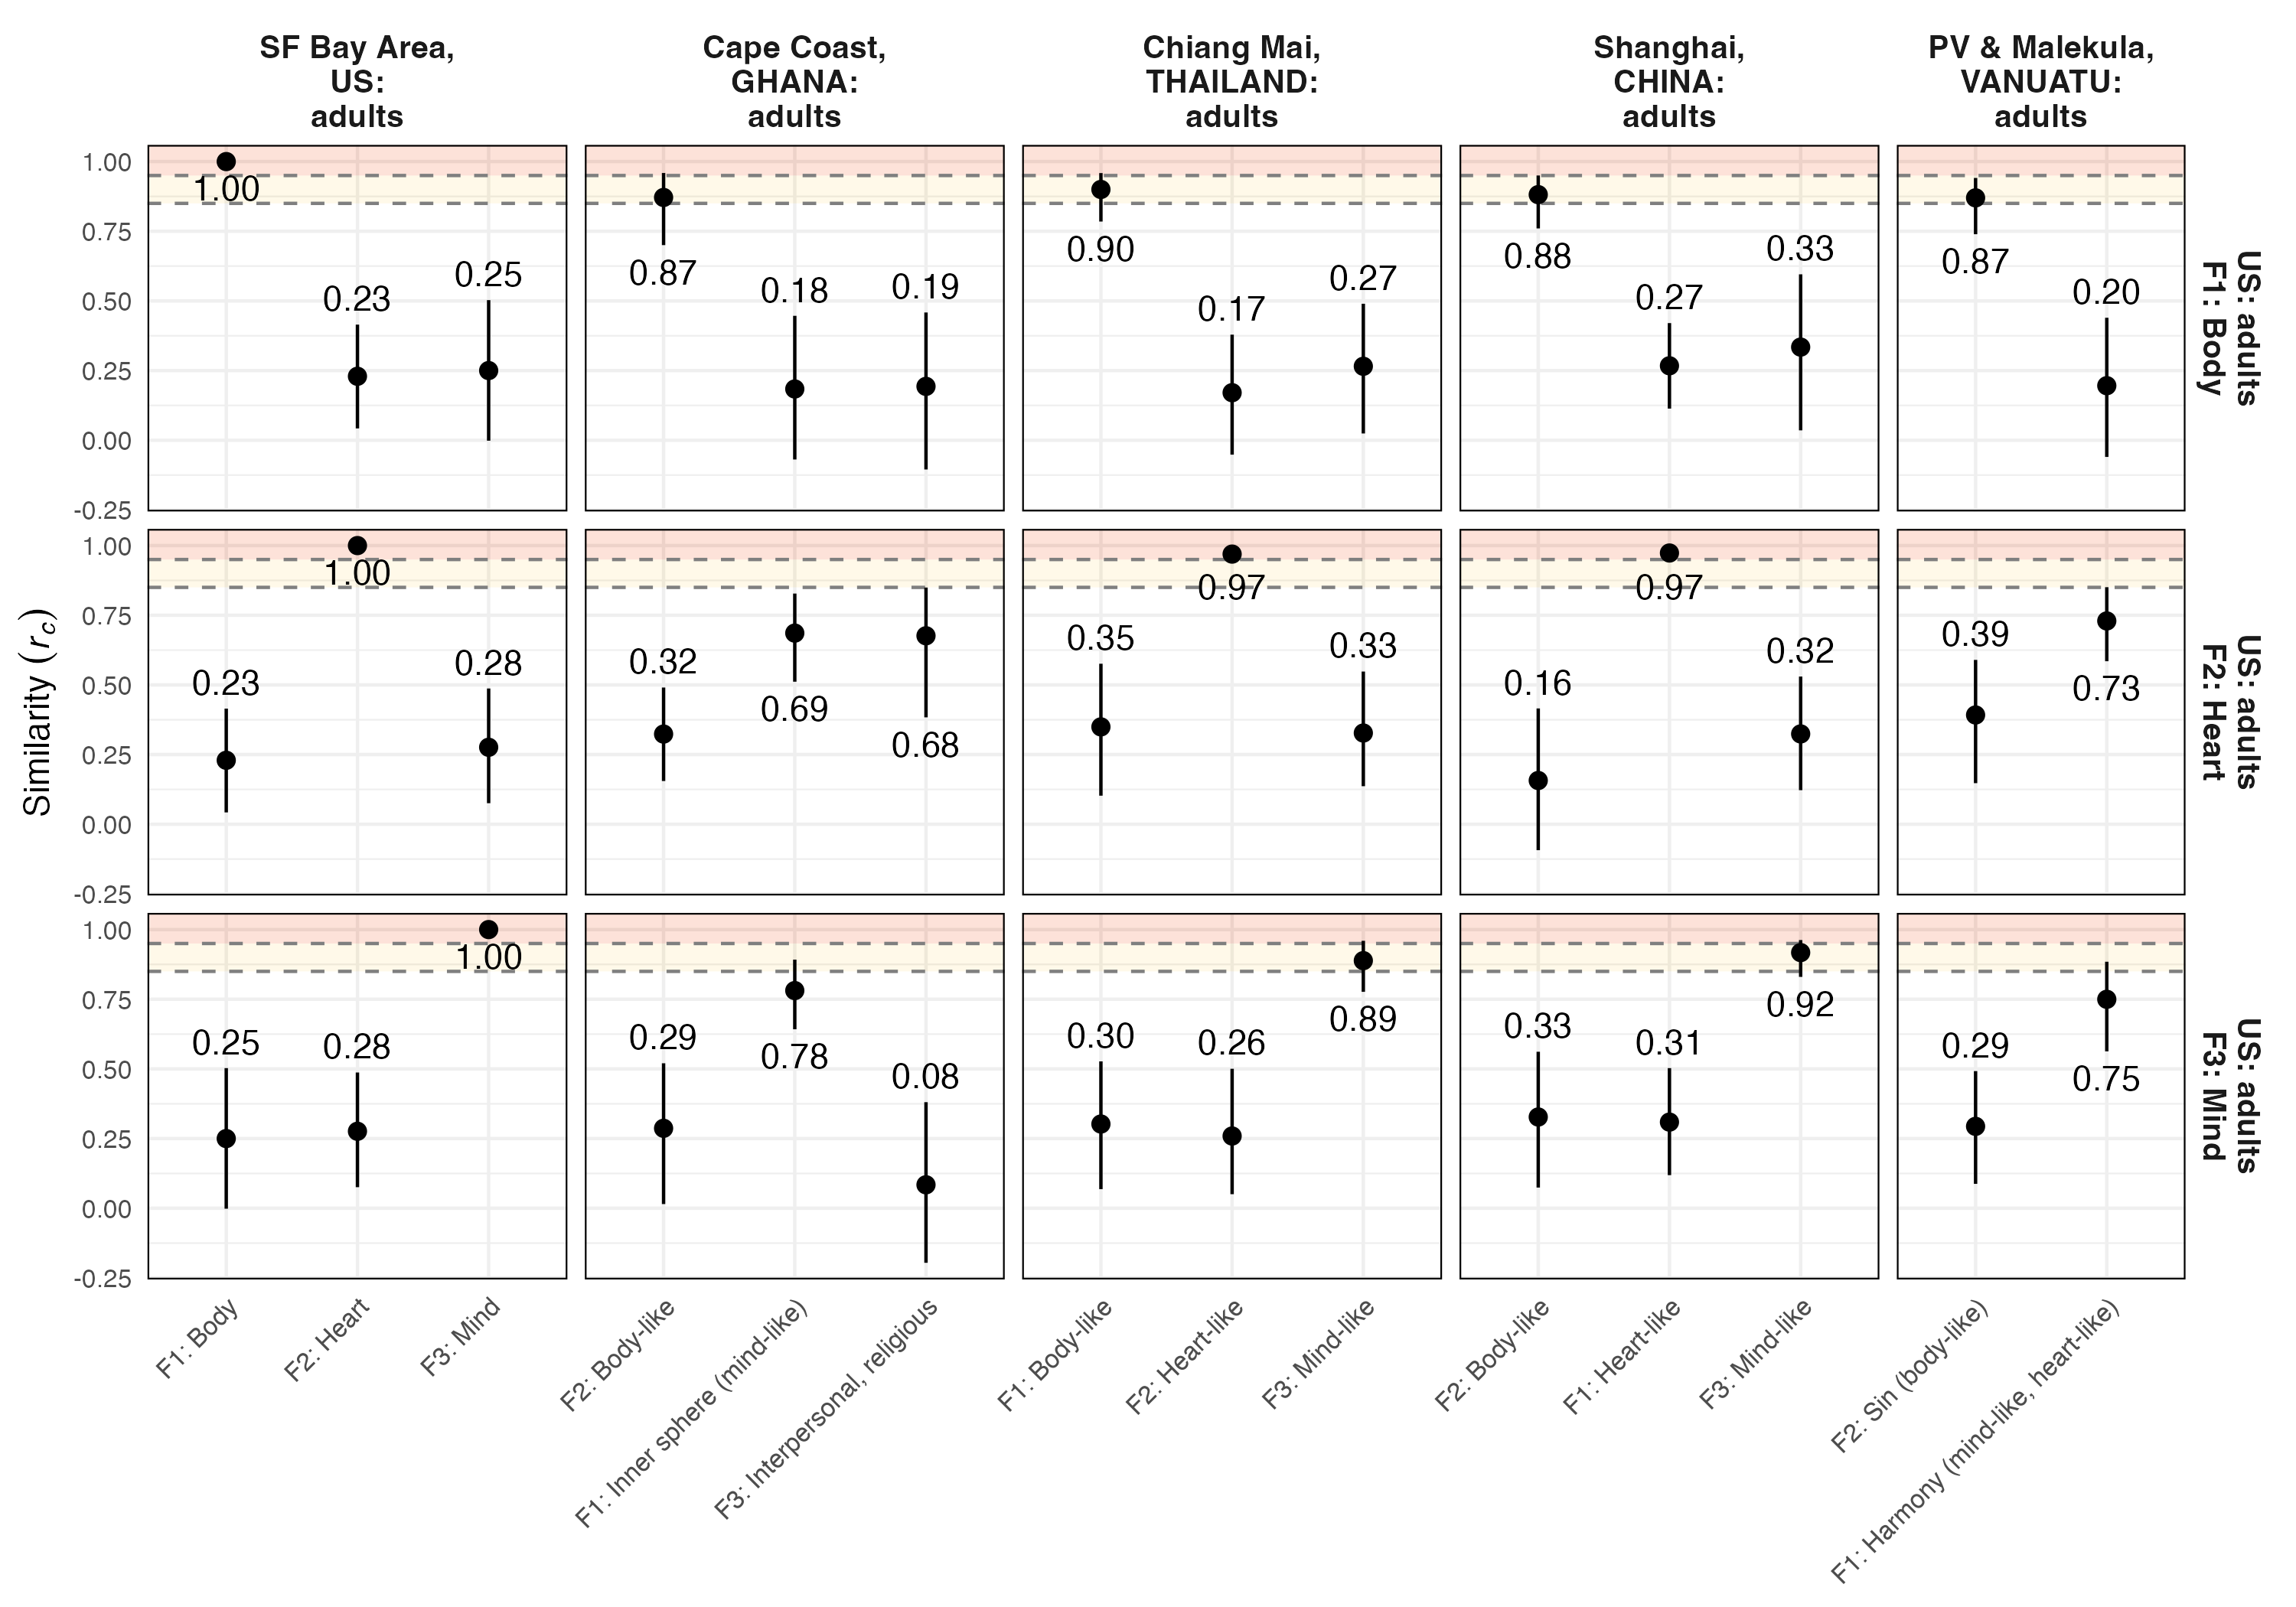 SF Bay Area,
US:
adults
Cape Coast,
GHANA:
adults
Chiang Mai,
THAILAND:
adults
Shanghai,
CHINA:
adults
PV & Malekula,
VANUATU:
adults
Similarity (r_c)
1.00
0.75
0.50
0.25
0.00
-0.25
1.00
0.23
0.25
0.87
0.18
0.19
0.90
0.17
0.27
0.88
0.27
0.33
0.87
0.20
US: adults
F1: Body
1.00
0.75
0.50
0.25
0.00
-0.25
0.23
1.00
0.28
0.32
0.69
0.68
0.35
0.97
0.33
0.16
0.97
0.32
0.39
0.73
US: adults
F2: Heart
1.00
0.75
0.50
0.25
0.00
-0.25
0.25
0.28
1.00
0.29
0.78
0.08
0.30
0.26
0.89
0.33
0.31
0.92
0.29
0.75
US: adults
F3: Mind
F1: Body
F2: Heart
F3: Mind
F2: Body-like
F1: Inner sphere (mind-like)
F3: Interpersonal, religious
F1: Body-like
F2: Heart-like
F3: Mind-like
F2: Body-like
F1: Heart-like
F3: Mind-like
F2: Sin (body-like)
F1: Harmony (mind-like, heart-like)